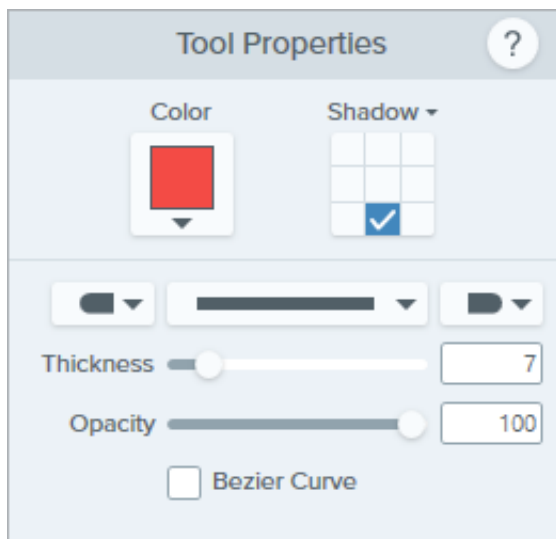 Tool Properties ?
Color Shadow
Thickness 7
Opacity 100
Bezier Curve